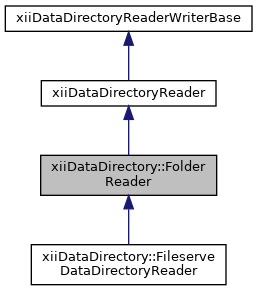 xiiDataDirectoryReaderWriterBase
xiiDataDirectoryReader
xiiDataDirectory::Folder
Reader
xiiDataDirectory::Fileserve
DataDirectoryReader